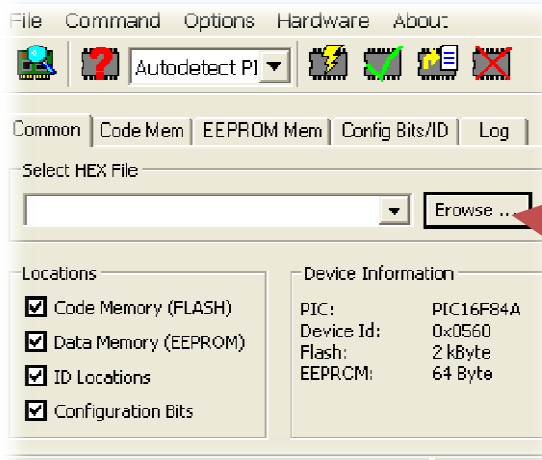 File Command Options Hardware About
Autodetect PI
Common Code Mem EEPROM Mem Config Bits/ID Log
Select HEX File
Browse ...
Locations
Code Memory (FLASH)
Data Memory (EEPROM)
ID Locations
Configuration Bits
Device Information
PIC: PIC16F84A
Device Id: 0x0560
Flash: 2 kByte
EEPROM: 64 Byte